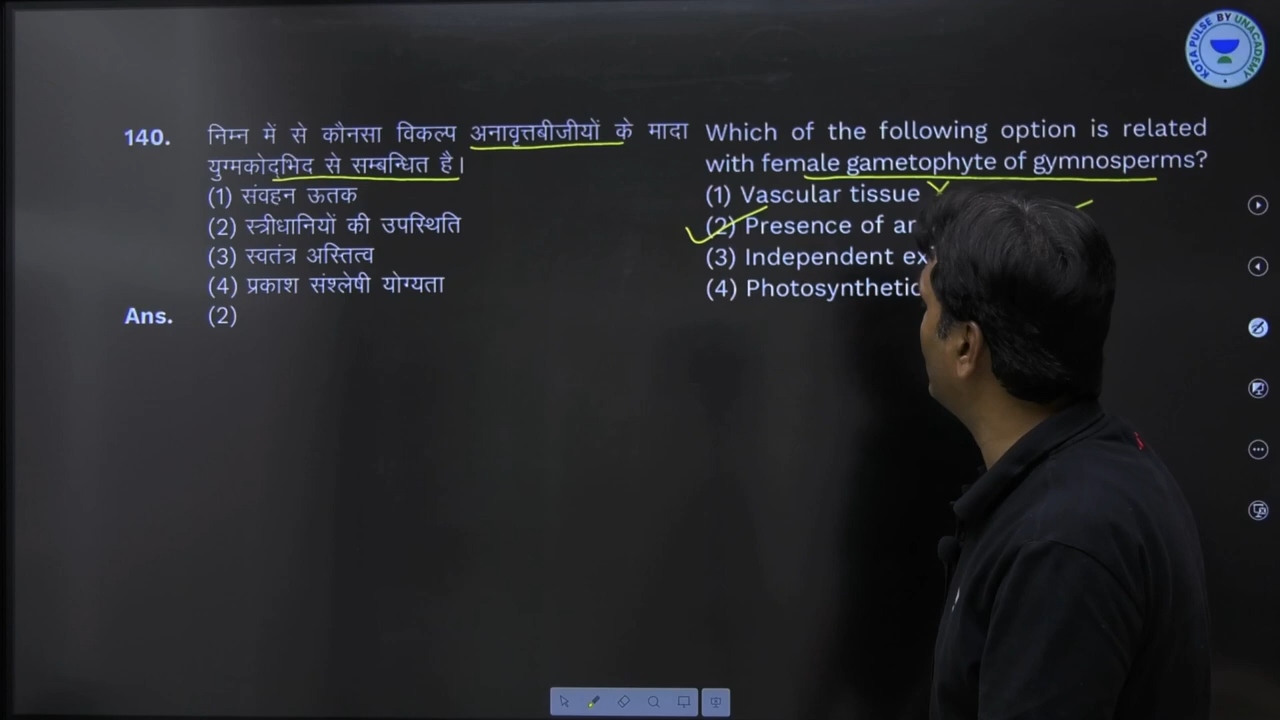 KOTA PULSE BY UNACADEMY
140. निम्न में से कौनसा विकल्प अनावृत्तबीजीयों के मादा
युग्मकोद्भिद से सम्बन्धित है।
(1) संवहन ऊतक
(2) स्त्रीधानियों की उपस्थिति
(3) स्वतंत्र अस्तित्व
(4) प्रकाश संश्लेषी योग्यता
Ans. (2)
Which of the following option is related
with female gametophyte of gymnosperms?
(1) Vascular tissue
(2) Presence of ar
(3) Independent ex
(4) Photosynthetic